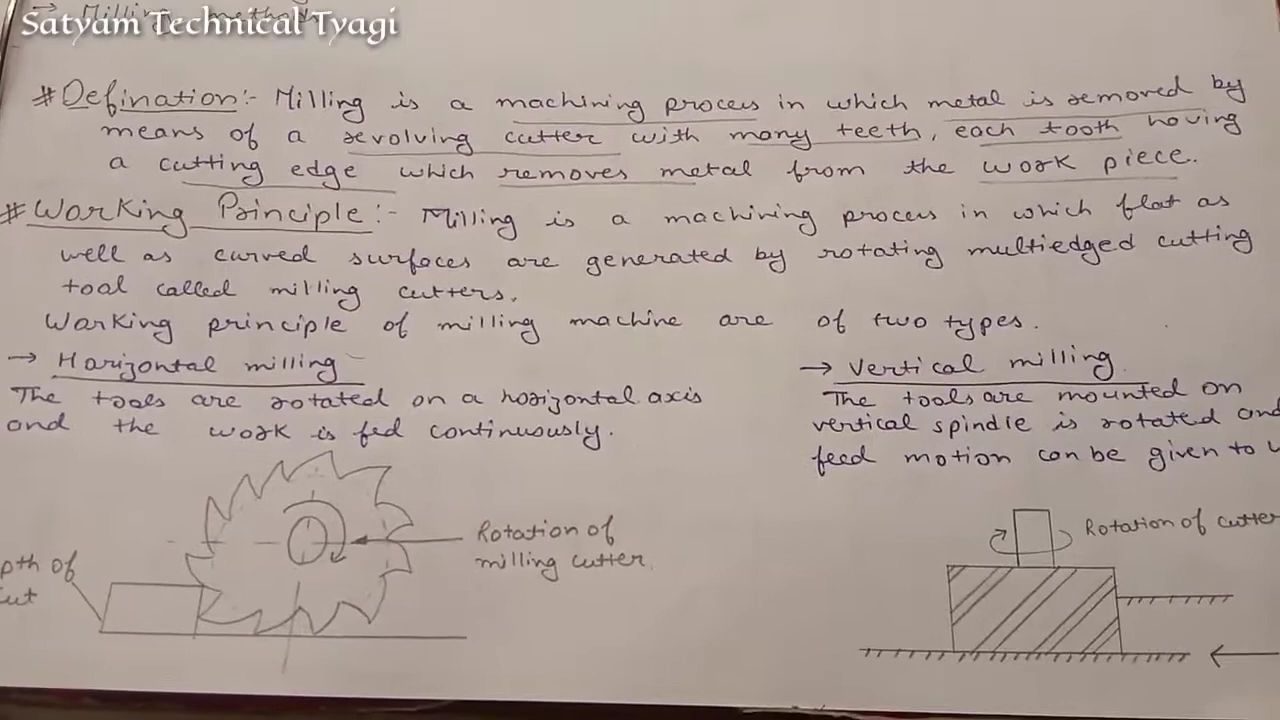 → Milling method
Satyam Technical Tyagi
#Defination:- Milling is a machining process in which metal is removed by
means of a revolving cutter with many teeth, each tooth having
a cutting edge which removes metal from the work piece.
#Working Principle:- Milling is a machining process in which flat as
well as curved surfaces are generated by rotating multiedged cutting
tool called milling cutters.
Working principle of milling machine are of two types.
→ Horizontal milling
The tools are rotated on a horizontal axis
and the work is fed continuously.
→ Vertical milling
The tools are mounted on
vertical spindle is rotated and
feed motion can be given to
Rotation of
milling cutter
pth of
cut
Rotation of cutter